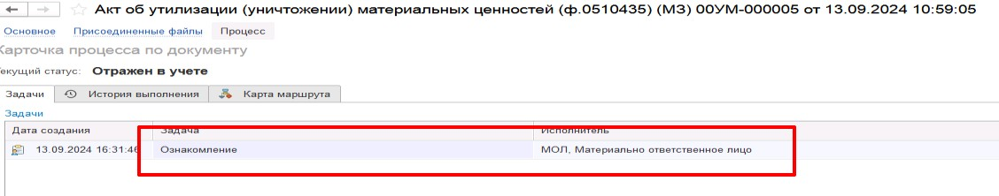 Акт об утилизации (уничтожении) материальных ценностей (ф.0510435) (МЗ) 00УМ-000005 от 13.09.2024 10:59:05
Основное Присоединенные файлы Процесс
Карточка процесса по документу
Текущий статус: Отражен в учете
Задачи История выполнения Карта маршрута
Задачи
Дата создания Задача Исполнитель
13.09.2024 16:31:46 Ознакомление МОЛ, Материально ответственное лицо